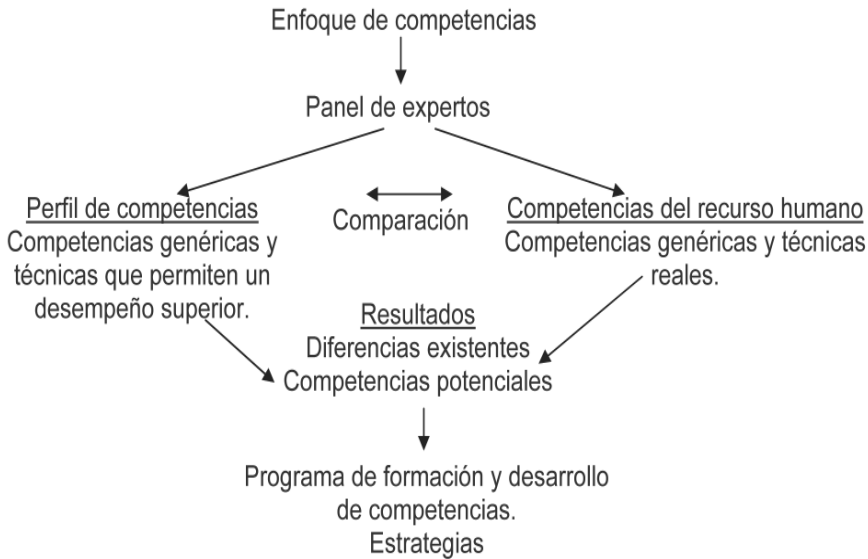 Enfoque de competencias
Panel de expertos
Perfil de competencias
Competencias genéricas y
técnicas que permiten un
desempeño superior.
Comparación
Competencias del recurso humano
Competencias genéricas y técnicas
reales.
Resultados
Diferencias existentes
Competencias potenciales
Programa de formación y desarrollo
de competencias.
Estrategias